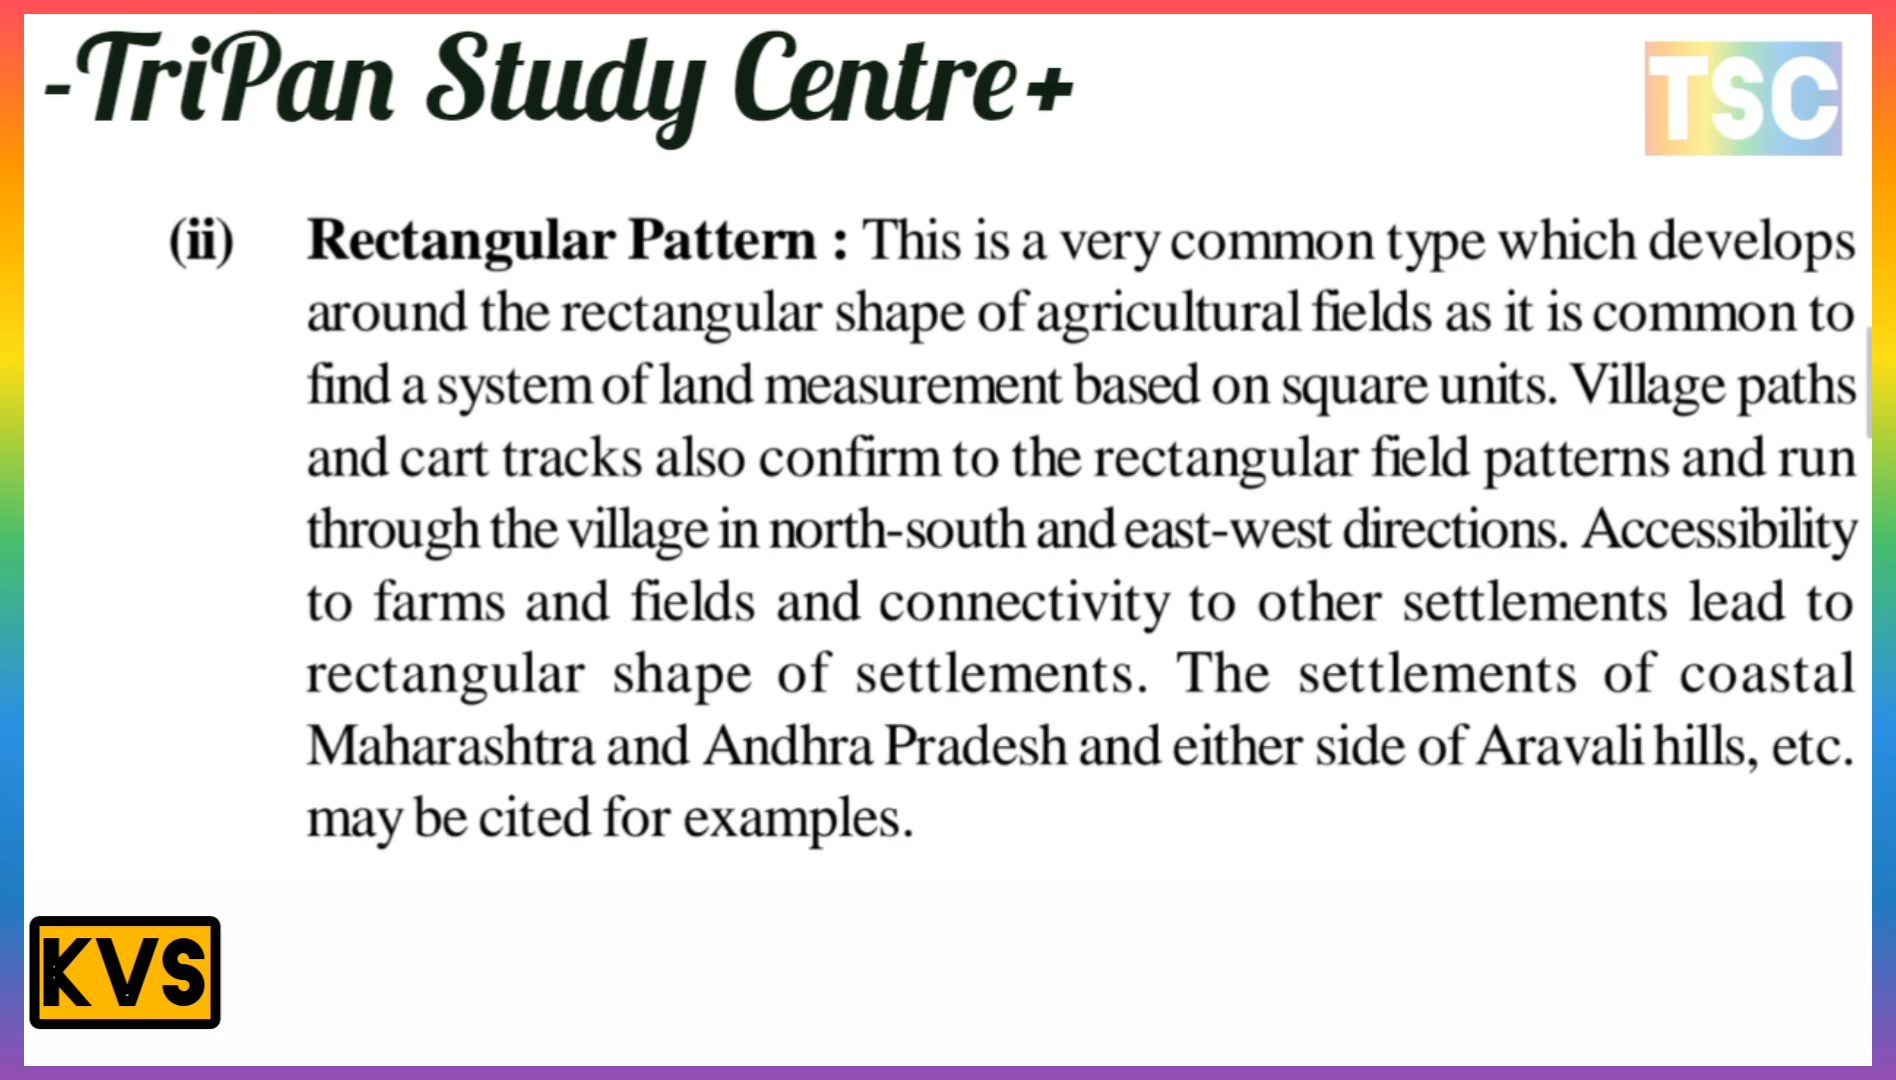 -TriPan Study Centre+
TSC
(ii) Rectangular Pattern : This is a very common type which develops
around the rectangular shape of agricultural fields as it is common to
find a system of land measurement based on square units. Village paths
and cart tracks also confirm to the rectangular field patterns and run
through the village in north-south and east-west directions. Accessibility
to farms and fields and connectivity to other settlements lead to
rectangular shape of settlements. The settlements of coastal
Maharashtra and Andhra Pradesh and either side of Aravali hills, etc.
may be cited for examples.
KVS